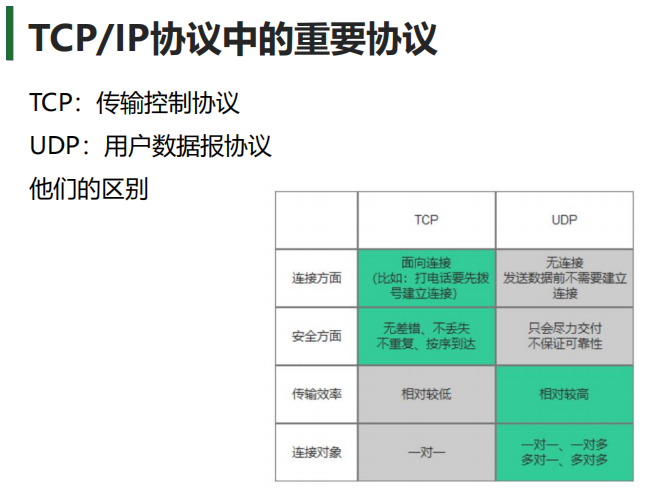 TCP/IP协议中的重要协议
TCP：传输控制协议
UDP：用户数据报协议
他们的区别
TCP UDP
连接方面
面向连接
（比如：打电话要先拨
号建立连接）
无连接
发送数据前不需要建立
连接
安全方面
无差错、不丢失
不重复、按序到达
只会尽力交付
不保证可靠性
传输效率 相对较低 相对较高
连接对象
一对一
一对一、一对多
多对一、多对多